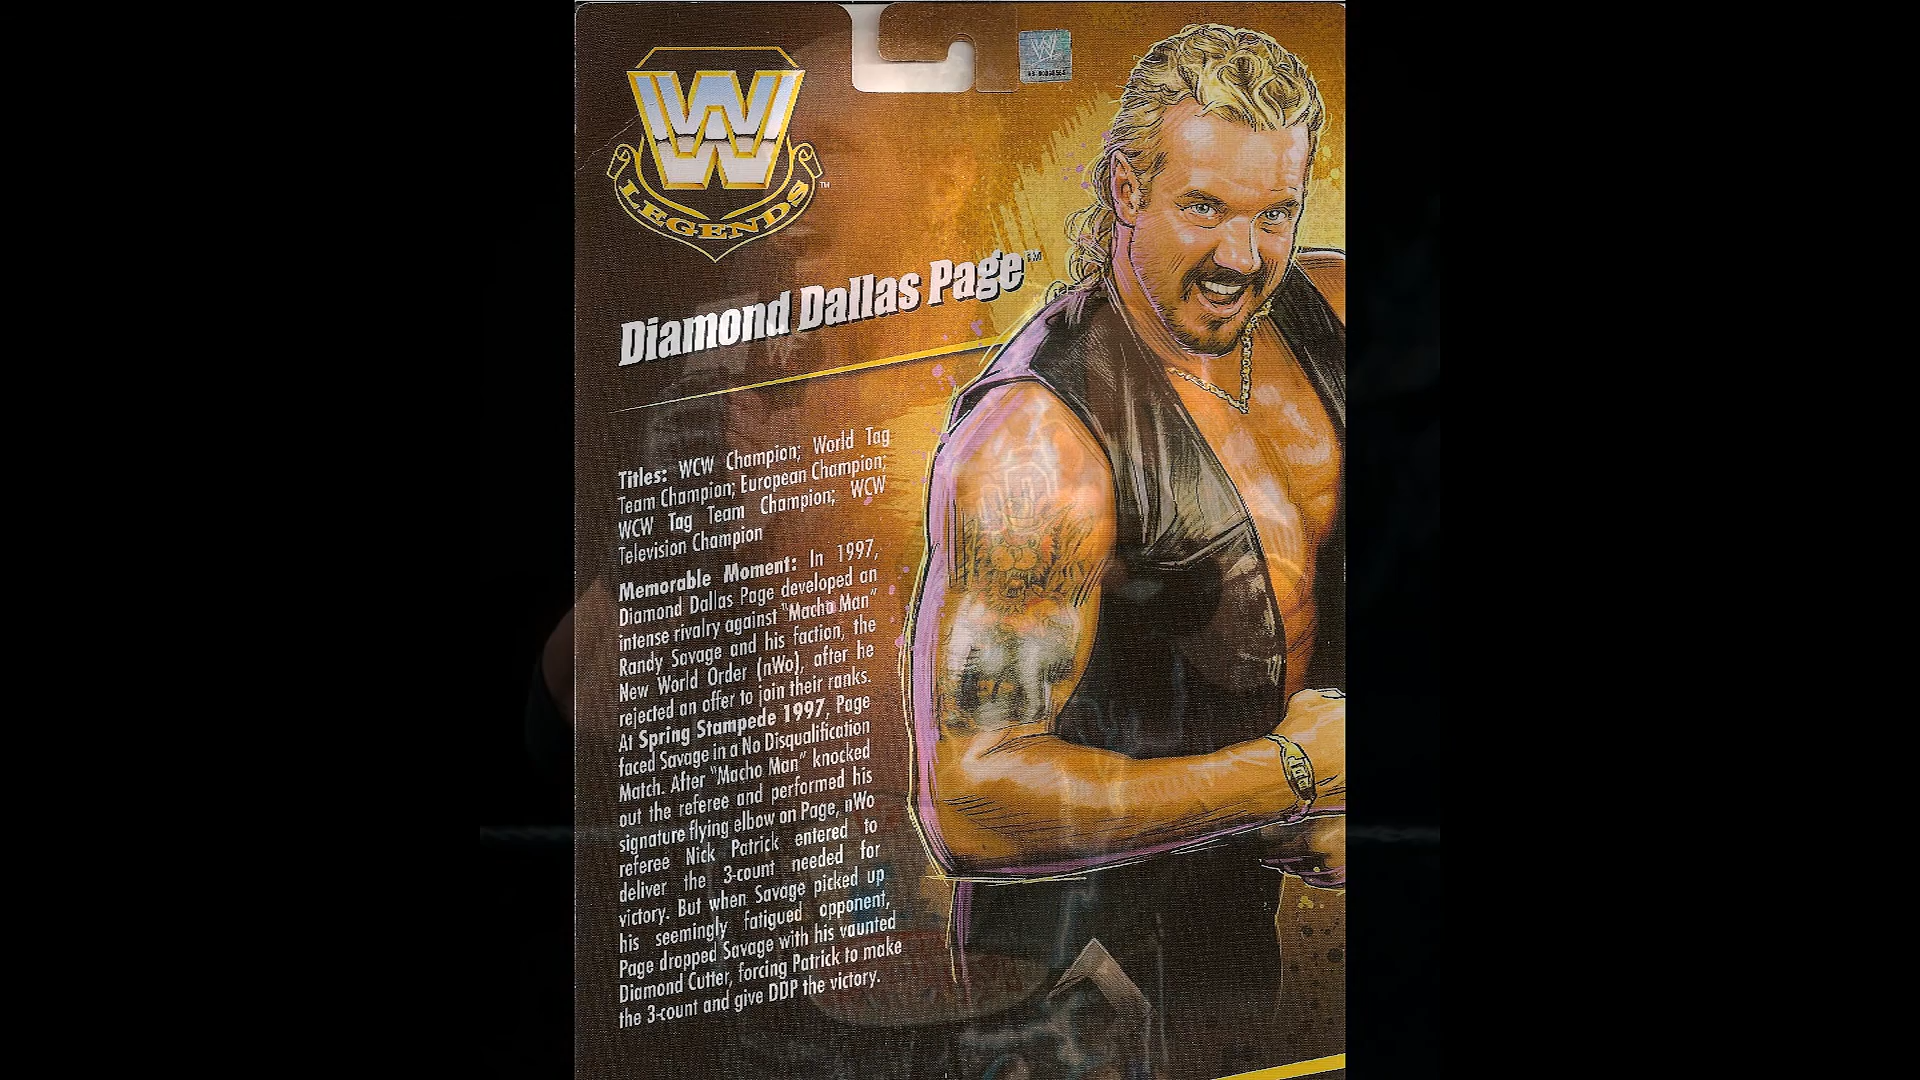 W
LEGENDS™
Diamond Dallas Page™
Titles: WCW Champion; World Tag
Team Champion; European Champion;
WCW Tag Team Champion; WCW
Television Champion
Memorable Moment: In 1997,
Diamond Dallas Page developed an
intense rivalry against "Macho Man"
Randy Savage and his faction, the
New World Order (nWo), after he
rejected an offer to join their ranks.
At Spring Stampede 1997, Page
faced Savage in a No Disqualification
Match. After "Macho Man" knocked
out the referee and performed his
signature flying elbow on Page, nWo
referee Nick Patrick entered to
deliver the 3-count needed for
victory. But when Savage picked up
his seemingly fatigued opponent,
Page dropped Savage with his vaunted
Diamond Cutter, forcing Patrick to make
the 3-count and give DDP the victory.